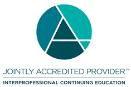 JOINTLY ACCREDITED PROVIDER™
INTERPROFESSIONAL CONTINUING EDUCATION